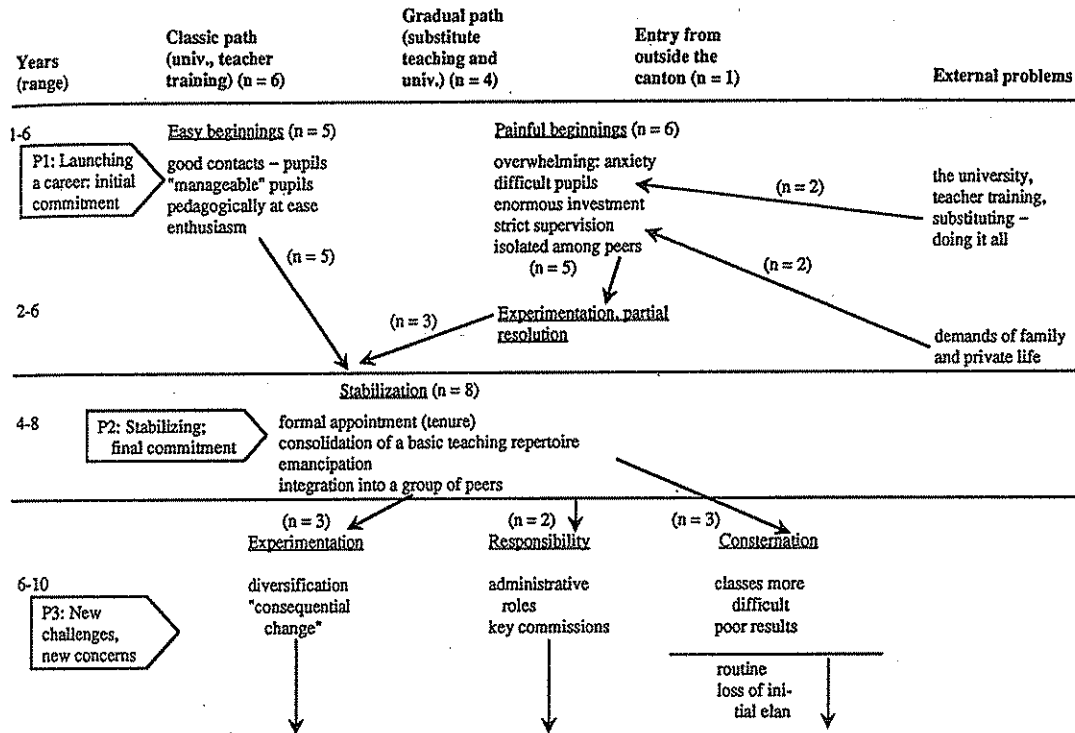 Years
(range)
Classic path
(univ., teacher
training) (n = 6)
Gradual path
(substitute
teaching and
univ.) (n = 4)
Entry from
outside the
canton (n = 1)
External problems
1-6
P1: Launching
a career: initial
commitment
Easy beginnings (n = 5)
good contacts – pupils
"manageable" pupils
pedagogically at ease
enthusiasm
(n = 5)
Painful beginnings (n = 6)
overwhelming: anxiety
difficult pupils
enormous investment
strict supervision
isolated among peers
(n = 5)
(n = 2)
the university,
teacher training,
substituting –
doing it all
(n = 2)
2-6
(n = 3)
Experimentation, partial
resolution
demands of family
and private life
Stabilization (n = 8)
4-8
P2: Stabilizing;
final commitment
formal appointment (tenure)
consolidation of a basic teaching repertoire
emancipation
integration into a group of peers
(n = 3)
Experimentation
(n = 2)
Responsibility
(n = 3)
Consternation
6-10
P3: New
challenges,
new concerns
diversification
"consequential
change"
administrative
roles
key commissions
classes more
difficult
poor results
routine
loss of ini-
tial elan